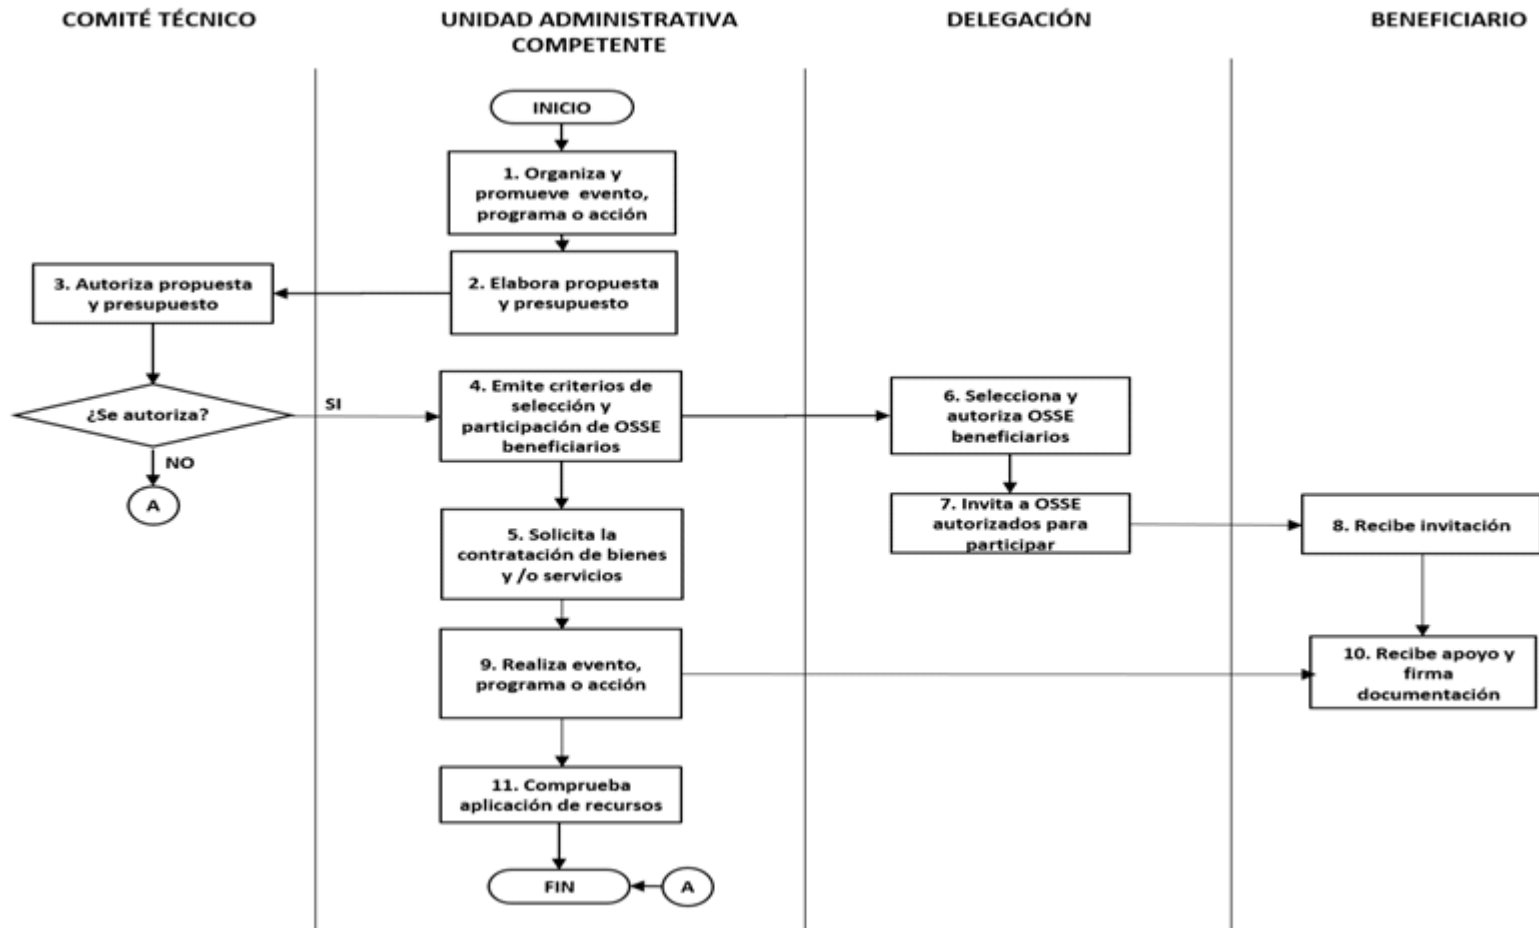 COMITÉ TÉCNICO
UNIDAD ADMINISTRATIVA
COMPETENTE
DELEGACIÓN
BENEFICIARIO
INICIO
1. Organiza y
promueve evento,
programa o acción
2. Elabora propuesta
y presupuesto
3. Autoriza propuesta
y presupuesto
¿Se autoriza?
SI
NO
A
4. Emite criterios de
selección y
participación de OSSE
beneficiarios
6. Selecciona y
autoriza OSSE
beneficiarios
5. Solicita la
contratación de bienes
y /o servicios
7. Invita a OSSE
autorizados para
participar
8. Recibe invitación
9. Realiza evento,
programa o acción
10. Recibe apoyo y
firma
documentación
11. Comprueba
aplicación de recursos
FIN
A